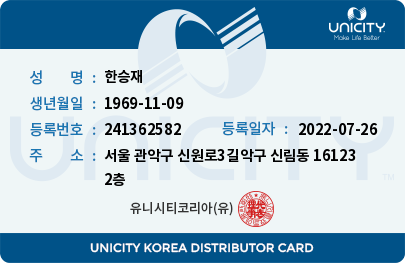 UNICITY
Make Life Better
성 명 : 한승재
생년월일 : 1969-11-09
등록번호 : 241362582 등록일자 : 2022-07-26
주 소 : 서울 관악구 신원로3길악구 신림동 16123
2층
UNICITY
유니시티코리아(유)
UNICITY KOREA DISTRIBUTOR CARD